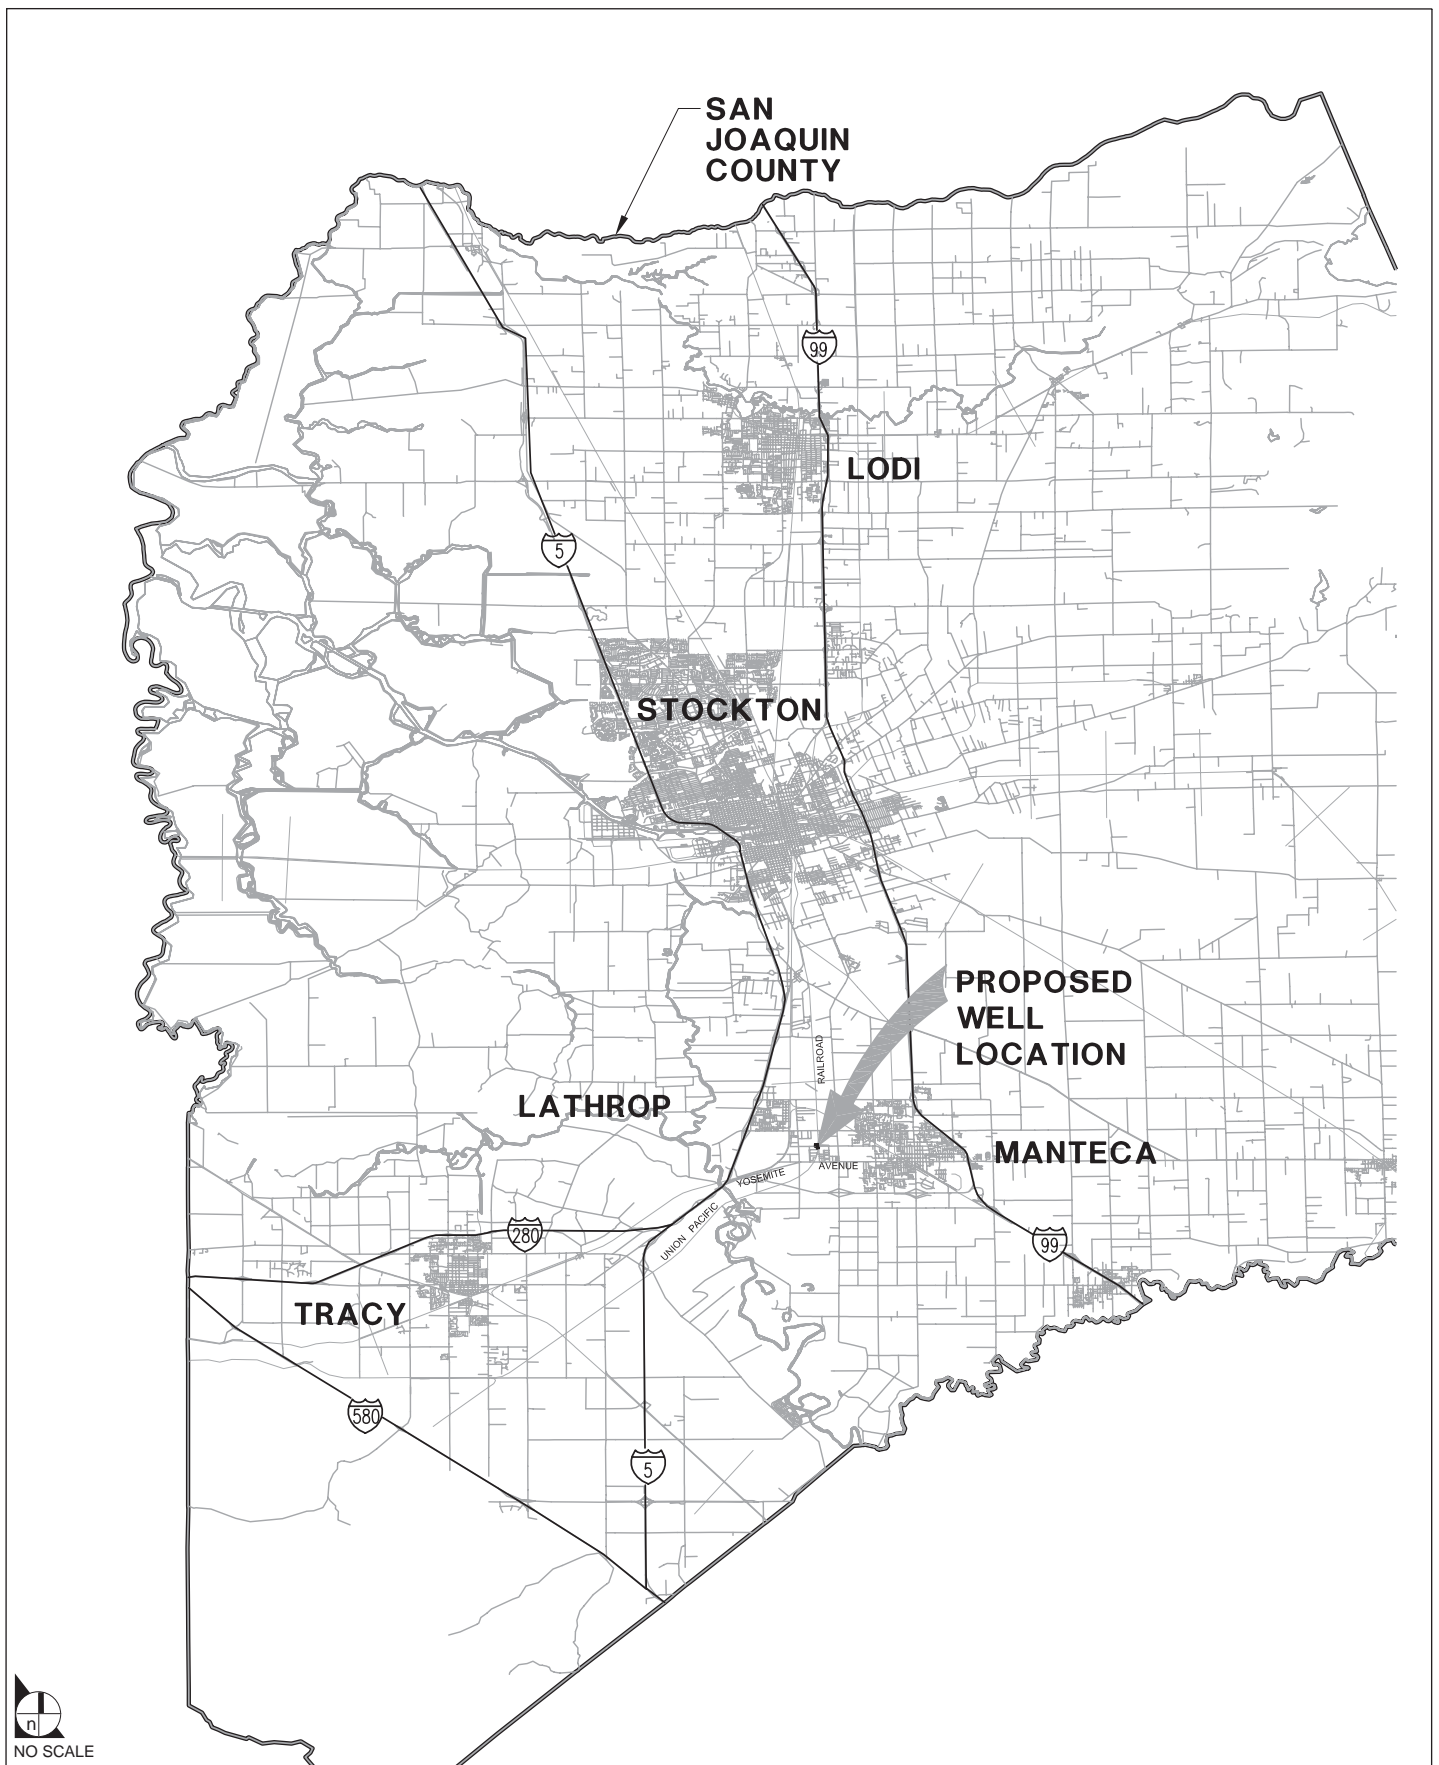 SAN
JOAQUIN
COUNTY
99
LODI
5
STOCKTON
PROPOSED
WELL
LOCATION
RAILROAD
LATHROP
MANTECA
AVENUE
YOSEMITE
UNION PACIFIC
280
99
TRACY
580
5
n
NO SCALE